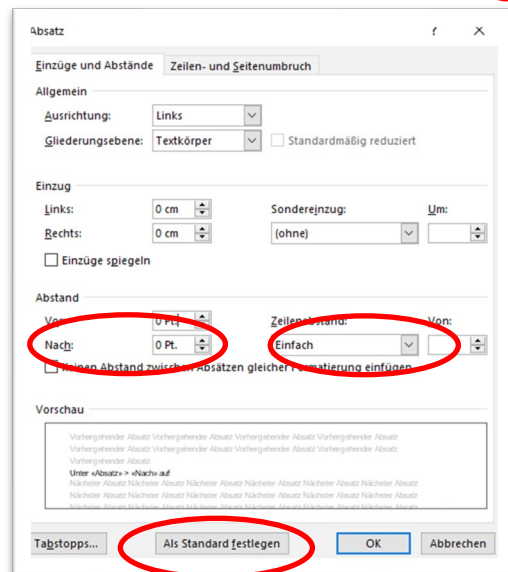 Absatz ?
Einzüge und Abstände Zeilen- und Seitenumbruch
Allgemein
Ausrichtung: Links
Gliederungsebene: Textkörper Standardmäßig reduziert
Einzug
Links: 0 cm Sondereinzug: Um:
Rechts: 0 cm (ohne)
Einzüge spiegeln
Abstand
Vor: 0 Pt. Zeilenabstand: Von:
Nach: 0 Pt. Einfach
Keinen Abstand zwischen Absätzen gleicher Formatierung einfügen
Vorschau
Vorhergehender Absatz Vorhergehender Absatz Vorhergehender Absatz Vorhergehender Absatz
Vorhergehender Absatz Vorhergehender Absatz Vorhergehender Absatz Vorhergehender Absatz
Vorhergehender Absatz
Unter «Absatz» > «Nach» auf
Nächster Absatz Nächster Absatz Nächster Absatz Nächster Absatz Nächster Absatz Nächster Absatz
Nächster Absatz Nächster Absatz Nächster Absatz Nächster Absatz Nächster Absatz Nächster Absatz
Nächster Absatz Nächster Absatz Nächster Absatz Nächster Absatz Nächster Absatz Nächster Absatz
Tabstopps... Als Standard festlegen OK Abbrechen